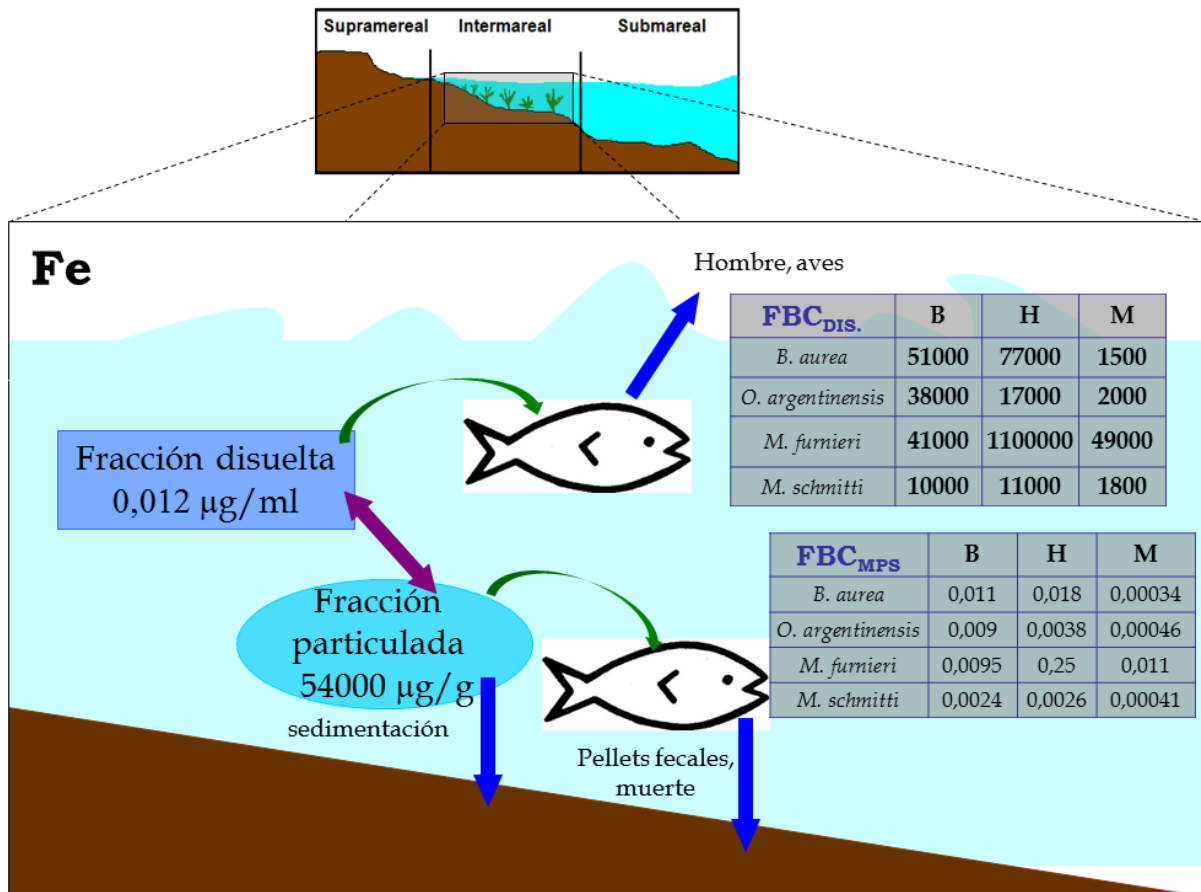 Supramereal Intermareal Submareal
Fe
Hombre, aves
FBC_DIS. B H M
B. aurea 51000 77000 1500
O. argentinensis 38000 17000 2000
M. furnieri 41000 1100000 49000
M. schmitti 10000 11000 1800
Fracción disuelta
0,012 µg/ml
FBC_MPS B H M
B. aurea 0,011 0,018 0,00034
O. argentinensis 0,009 0,0038 0,00046
M. furnieri 0,0095 0,25 0,011
M. schmitti 0,0024 0,0026 0,00041
Fracción
particulada
54000 µg/g
sedimentación
Pellets fecales,
muerte